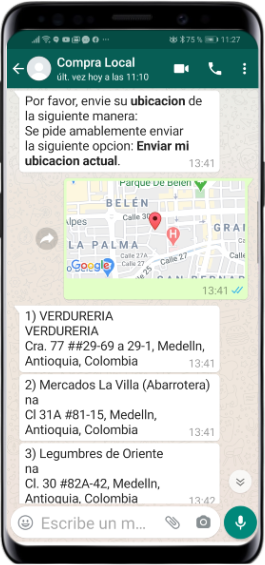 75 % 11:27
Compra Local
últ. vez hoy a las 11:10
Por favor, envie su ubicacion de
la siguiente manera:
Se pide amablemente enviar
la siguiente opcion: Enviar mi
ubicacion actual.
13:41
Parque De Belén
BELÉN
Calle 30
Alpes
GRAN
LA PALMA
Calle 27A
Calle 27
Calle 25
Google
SAN BERNAR
13:41
1) VERDURERIA
VERDURERIA
Cra. 77 ##29-69 a 29-1, Medelln,
Antioquia, Colombia
13:41
2) Mercados La Villa (Abarrotera)
na
Cl 31A #81-15, Medelln,
Antioquia, Colombia
13:41
3) Legumbres de Oriente
na
Cl. 30 #82A-42, Medelln,
Antioquia, Colombia
13:42
Escribe un m...